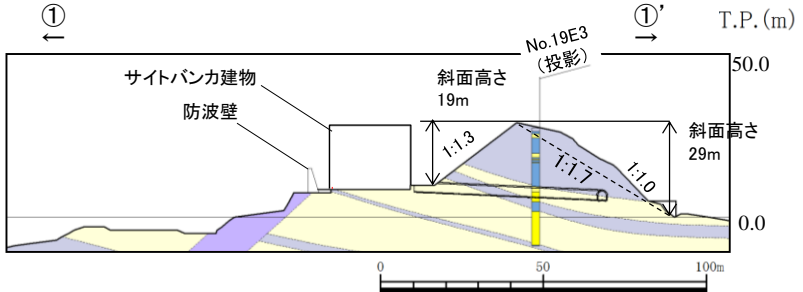 ①
←
①’
→
T.P.(m)
No.19E3
(投影)
50.0
サイトバンカ建物
斜面高さ
19m
防波壁
斜面高さ
29m
1:1.3
1:1.7
1:1.0
0.0
0
50
100m